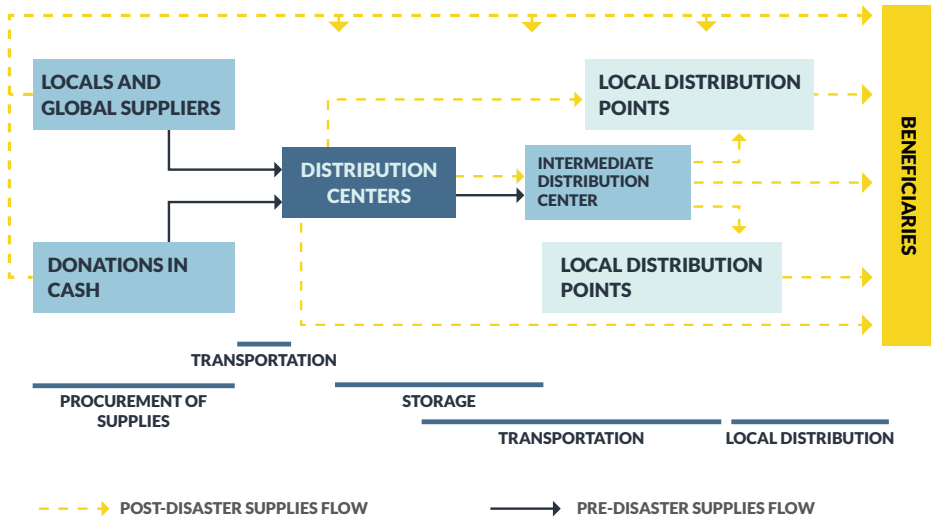 LOCALS AND
GLOBAL SUPPLIERS
LOCAL DISTRIBUTION
POINTS
DISTRIBUTION
CENTERS
INTERMEDIATE
DISTRIBUTION
CENTER
BENEFICIARIES
DONATIONS IN
CASH
LOCAL DISTRIBUTION
POINTS
TRANSPORTATION
PROCUREMENT OF
SUPPLIES
STORAGE
TRANSPORTATION
LOCAL DISTRIBUTION
POST-DISASTER SUPPLIES FLOW
PRE-DISASTER SUPPLIES FLOW